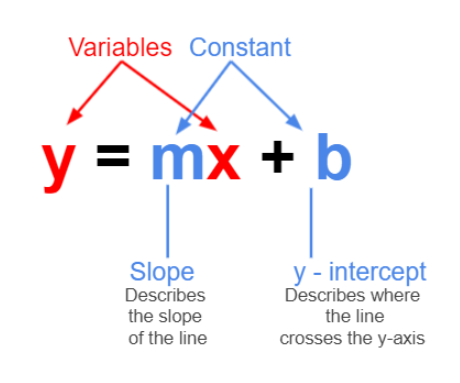 Variables Constant
y = mx + b
Slope
Describes
the slope
of the line
y - intercept
Describes where
the line
crosses the y-axis